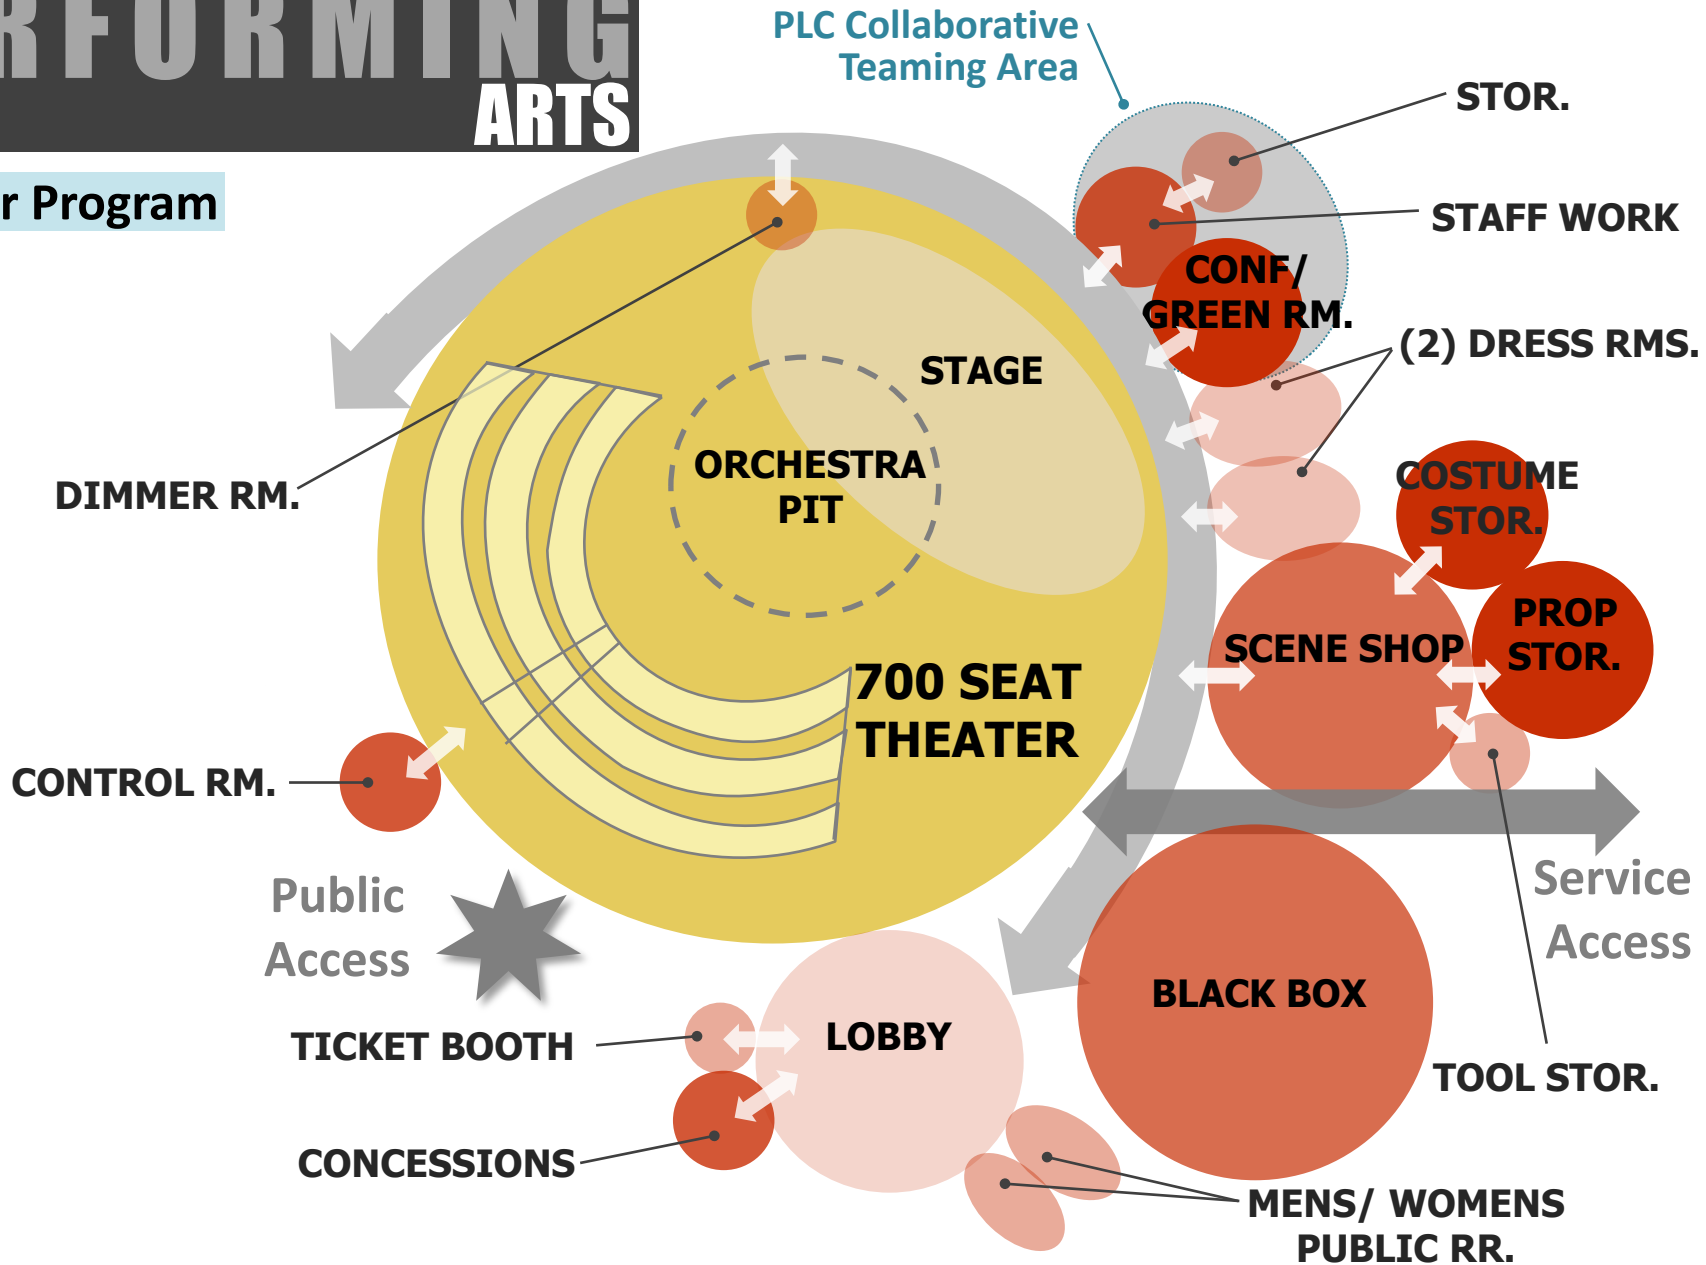 RFORMING
ARTS
r Program
PLC Collaborative
Teaming Area
STOR.
STAFF WORK
CONF/
GREEN RM.
(2) DRESS RMS.
STAGE
ORCHESTRA
PIT
DIMMER RM.
COSTUME
STOR.
PROP
STOR.
SCENE SHOP
700 SEAT
THEATER
CONTROL RM.
Public
Access
Service
Access
BLACK BOX
LOBBY
TICKET BOOTH
TOOL STOR.
CONCESSIONS
MENS/ WOMENS
PUBLIC RR.